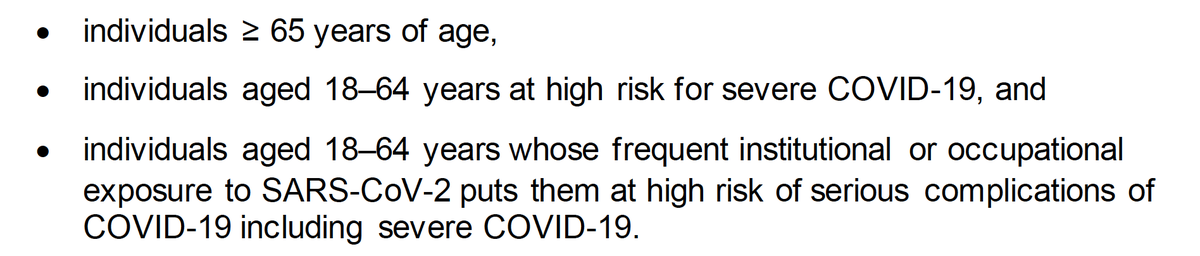 • individuals ≥ 65 years of age,
• individuals aged 18–64 years at high risk for severe COVID-19, and
• individuals aged 18–64 years whose frequent institutional or occupational
exposure to SARS-CoV-2 puts them at high risk of serious complications of
COVID-19 including severe COVID-19.